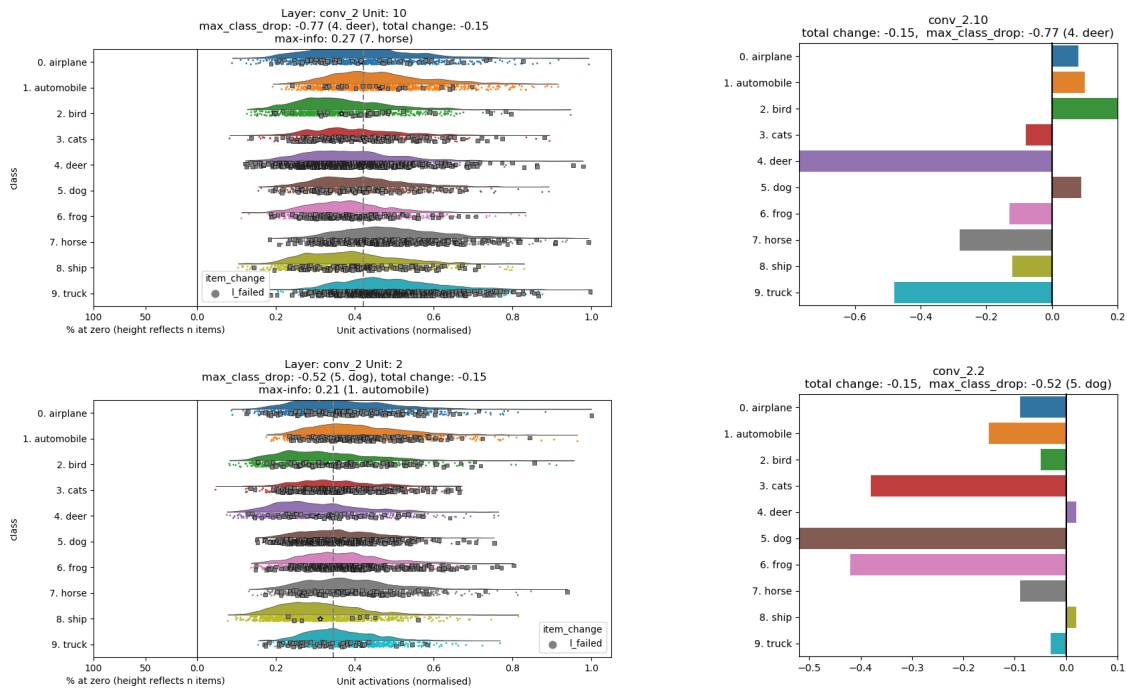 Layer: conv_2 Unit: 10
max_class_drop: -0.77 (4. deer), total change: -0.15
max-info: 0.27 (7. horse)
0. airplane
1. automobile
2. bird
3. cats
4. deer
5. dog
6. frog
7. horse
8. ship
9. truck
class
item_change
l_failed
100 50 0.0 0.2 0.4 0.6 0.8 1.0
% at zero (height reflects n items) Unit activations (normalised)
conv_2.10
total change: -0.15, max_class_drop: -0.77 (4. deer)
0. airplane
1. automobile
2. bird
3. cats
4. deer
5. dog
6. frog
7. horse
8. ship
9. truck
−0.6 −0.4 −0.2 0.0 0.2
Layer: conv_2 Unit: 2
max_class_drop: -0.52 (5. dog), total change: -0.15
max-info: 0.21 (1. automobile)
0. airplane
1. automobile
2. bird
3. cats
4. deer
5. dog
6. frog
7. horse
8. ship
9. truck
class
item_change
l_failed
100 50 0.0 0.2 0.4 0.6 0.8 1.0
% at zero (height reflects n items) Unit activations (normalised)
conv_2.2
total change: -0.15, max_class_drop: -0.52 (5. dog)
0. airplane
1. automobile
2. bird
3. cats
4. deer
5. dog
6. frog
7. horse
8. ship
9. truck
−0.5 −0.4 −0.3 −0.2 −0.1 0.0 0.1